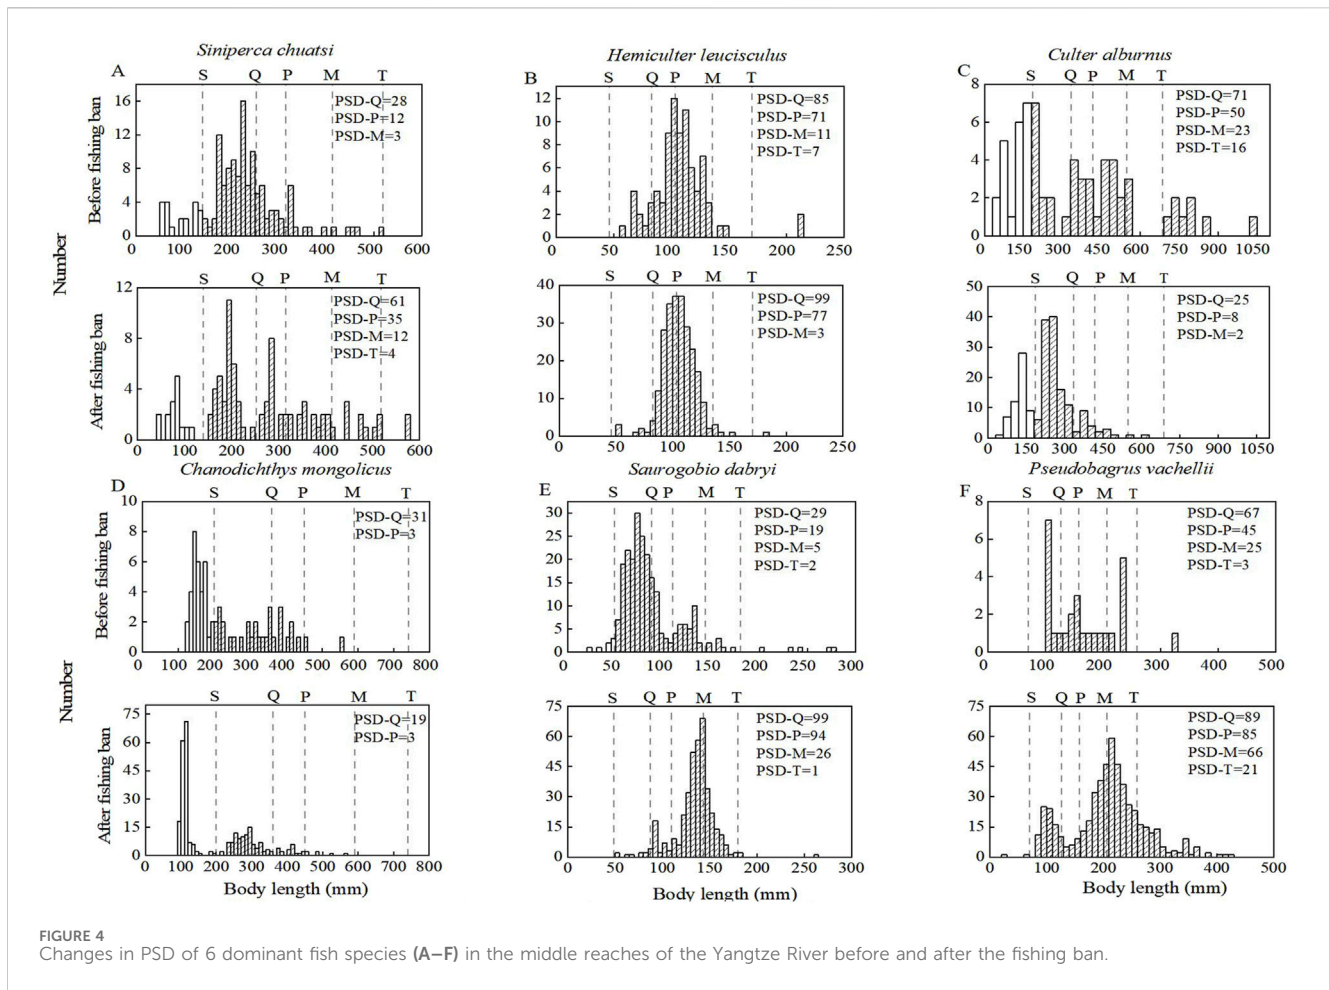 Siniperca chuatsi
Hemiculter leucisculus
Culter alburnus
A
S Q P M T
B
S Q P M T
C
S Q P M T
Before fishing ban
16
12
8
4
0
PSD-Q=28
PSD-P=12
PSD-M=3
100 200 300 400 500 600
12
10
8
6
4
2
0
PSD-Q=85
PSD-P=71
PSD-M=11
PSD-T=7
0 50 100 150 200 250
8
6
4
2
0
PSD-Q=71
PSD-P=50
PSD-M=23
PSD-T=16
0 150 300 450 600 750 900 1050
Number
S Q P M T
S Q P M T
S Q P M T
After fishing ban
12
8
4
0
PSD-Q=61
PSD-P=35
PSD-M=12
PSD-T=4
0 100 200 300 400 500 600
40
30
20
10
0
PSD-Q=99
PSD-P=77
PSD-M=3
0 50 100 150 200 250
50
40
30
20
10
0
PSD-Q=25
PSD-P=8
PSD-M=2
0 150 300 450 600 750 900 1050
Chanodichthys mongolicus
Saurogobio dabryi
Pseudobagrus vachellii
D
S Q P M T
E
S Q P M T
F
S Q P M T
Before fishing ban
10
8
6
4
2
0
PSD-Q=31
PSD-P=3
0 100 200 300 400 500 600 700 800
30
25
20
15
10
5
0
PSD-Q=29
PSD-P=19
PSD-M=5
PSD-T=2
0 50 100 150 200 250 300
8
6
4
2
0
PSD-Q=67
PSD-P=45
PSD-M=25
PSD-T=3
100 200 300 400 500
Number
S Q P M T
S Q P M T
S Q P M T
After fishing ban
75
60
45
30
15
0
PSD-Q=19
PSD-P=3
0 100 200 300 400 500 600 700 800
Body length (mm)
75
60
45
30
15
0
PSD-Q=99
PSD-P=94
PSD-M=26
PSD-T=1
0 50 100 150 200 250 300
Body length (mm)
75
60
45
30
15
0
PSD-Q=89
PSD-P=85
PSD-M=66
PSD-T=21
0 100 200 300 400 500
Body length (mm)
FIGURE 4
Changes in PSD of 6 dominant fish species (A–F) in the middle reaches of the Yangtze River before and after the fishing ban.